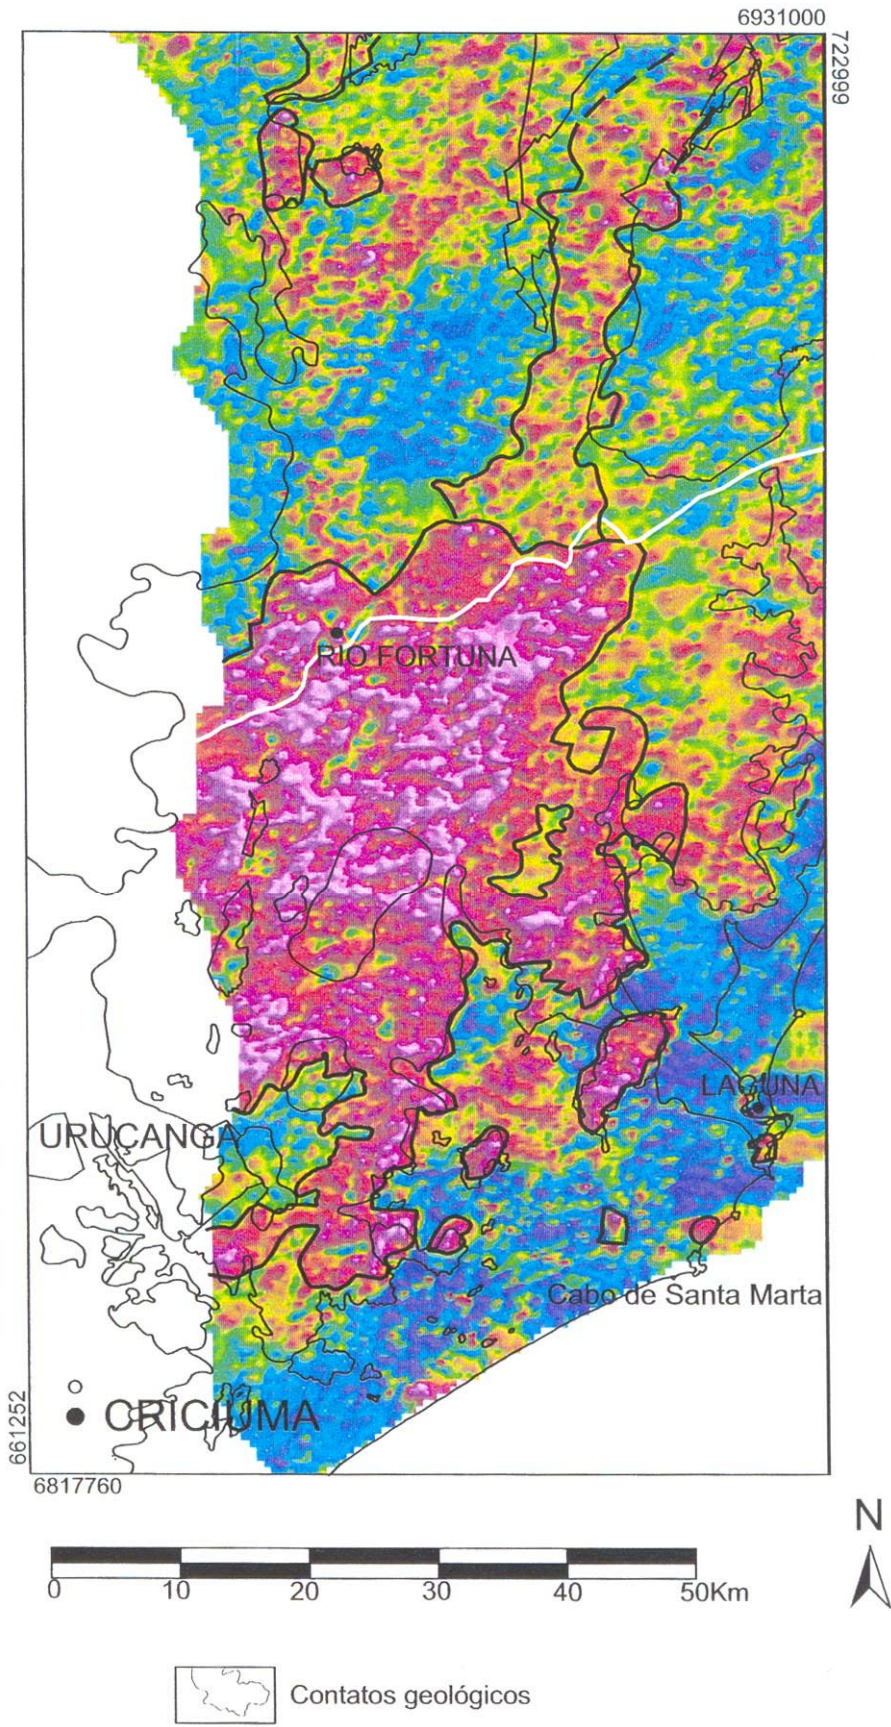 6931000
722999
RIO FORTUNA
LAGUNA
URUÇANGA
Cabo de Santa Marta
CRICIUMA
661252
6817760
N
0 10 20 30 40 50Km
Contatos geológicos